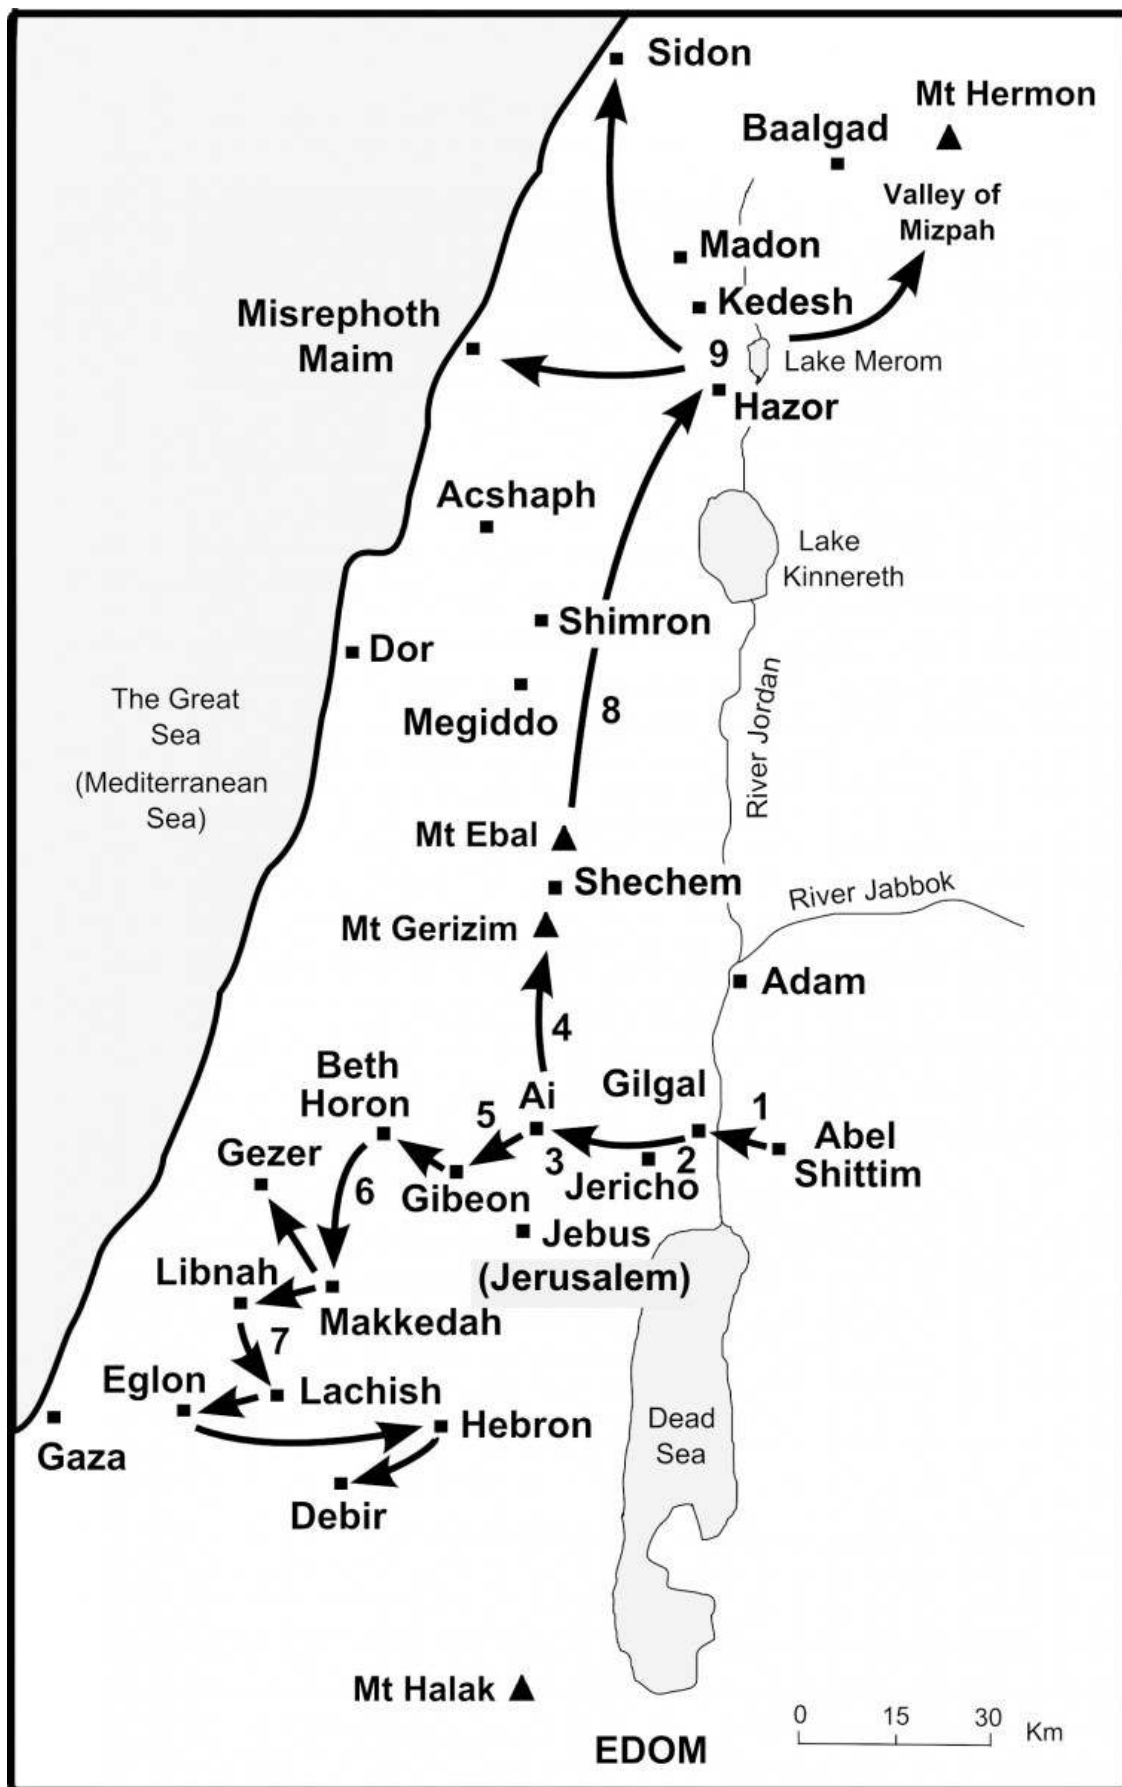 Sidon
Mt Hermon
Baalgad
Valley of
Mizpah
Madon
Kedesh
Misrephoth
Maim
9
Lake Merom
Hazor
Acshaph
Lake
Kinnereth
Shimron
Dor
The Great
Sea
(Mediterranean
Sea)
Megiddo
8
River Jordan
Mt Ebal
Shechem
River Jabbok
Mt Gerizim
Adam
4
Beth
Horon
Ai
Gilgal
1
5
Abel
Shittim
Gezer
6
Gibeon
3
2
Jericho
Jebus
(Jerusalem)
Libnah
Makkedah
7
Eglon
Lachish
Hebron
Gaza
Dead
Sea
Debir
Mt Halak
EDOM
0 15 30 Km